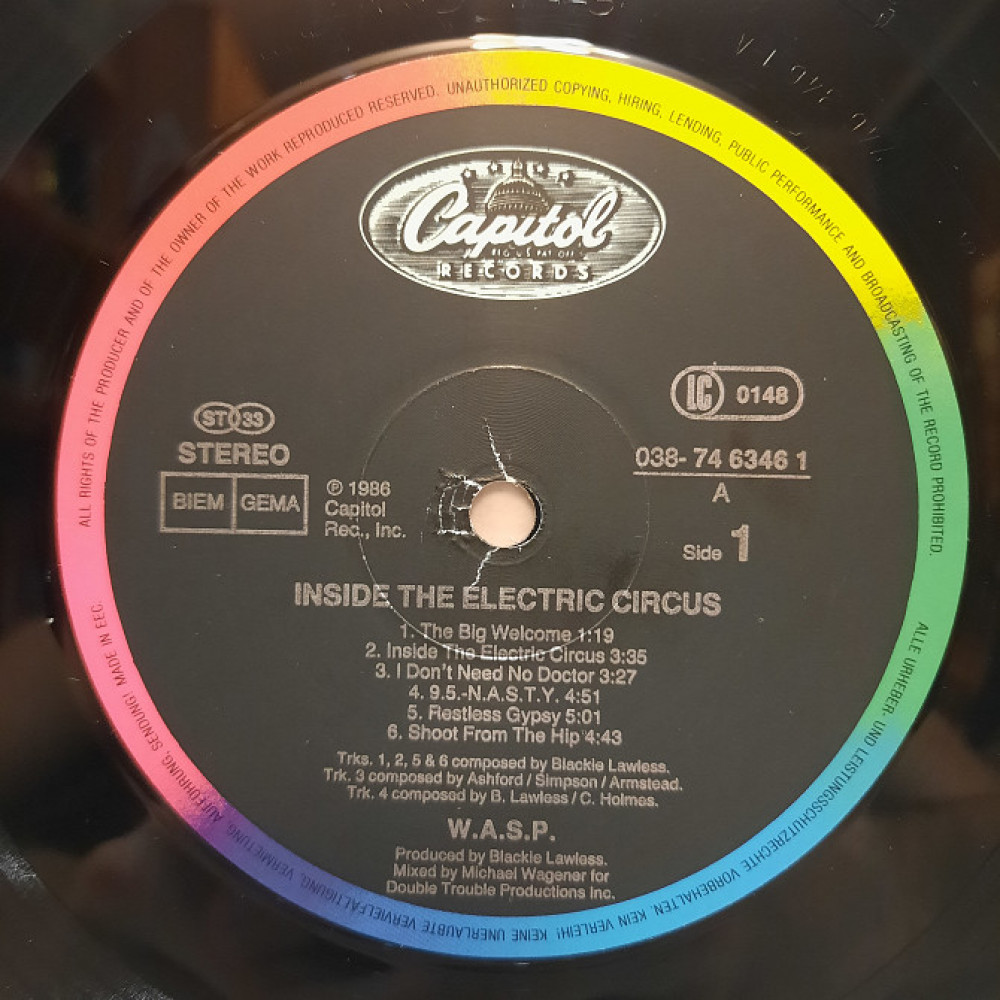 ALL RIGHTS OF THE PRODUCER AND OF THE OWNER OF THE WORK REPRODUCED RESERVED. UNAUTHORIZED COPYING, HIRING, LENDING, PUBLIC PERFORMANCE AND BROADCASTING OF THE RECORD PROHIBITED.
Capitol
REG. U.S. PAT. OFF.
RECORDS
LC 0148
ST 33
STEREO
BIEM GEMA
℗ 1986
Capitol
Rec., Inc.
038- 74 6346 1
A
Side 1
INSIDE THE ELECTRIC CIRCUS
1. The Big Welcome 1:19
2. Inside The Electric Circus 3:35
3. I Don't Need No Doctor 3:27
4. 9.5.-N.A.S.T.Y. 4:51
5. Restless Gypsy 5:01
6. Shoot From The Hip 4:43
Trks. 1, 2, 5 & 6 composed by Blackie Lawless.
Trk. 3 composed by Ashford / Simpson / Armstead.
Trk. 4 composed by B. Lawless / C. Holmes.
W.A.S.P.
Produced by Blackie Lawless.
Mixed by Michael Wagener for
Double Trouble Productions Inc.
ALLE URHEBER- UND LEISTUNGSSCHUTZRECHTE VORBEHALTEN. KEIN VERLEIH! KEINE UNERLAUBTE VERVIELFÄLTIGUNG, VERMIETUNG, AUFFÜHRUNG, SENDUNG! MADE IN EEC.